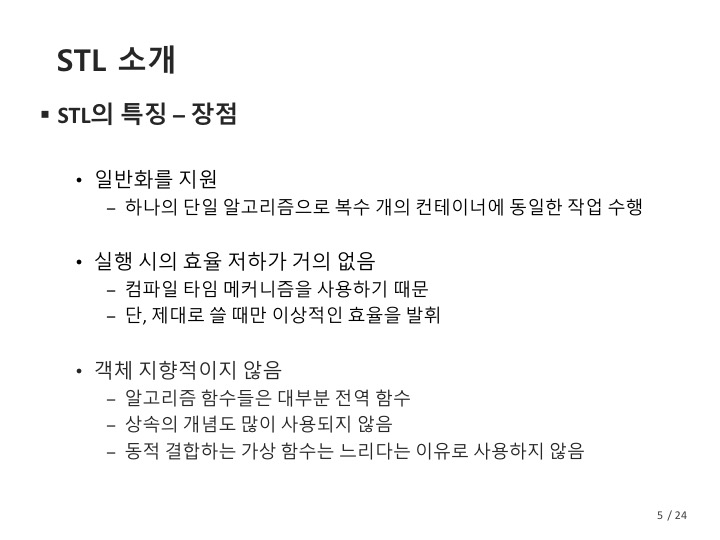 STL 소개
▪ STL의 특징 – 장점
• 일반화를 지원
– 하나의 단일 알고리즘으로 복수 개의 컨테이너에 동일한 작업 수행
• 실행 시의 효율 저하가 거의 없음
– 컴파일 타임 메커니즘을 사용하기 때문
– 단, 제대로 쓸 때만 이상적인 효율을 발휘
• 객체 지향적이지 않음
– 알고리즘 함수들은 대부분 전역 함수
– 상속의 개념도 많이 사용되지 않음
– 동적 결합하는 가상 함수는 느리다는 이유로 사용하지 않음
5 / 24